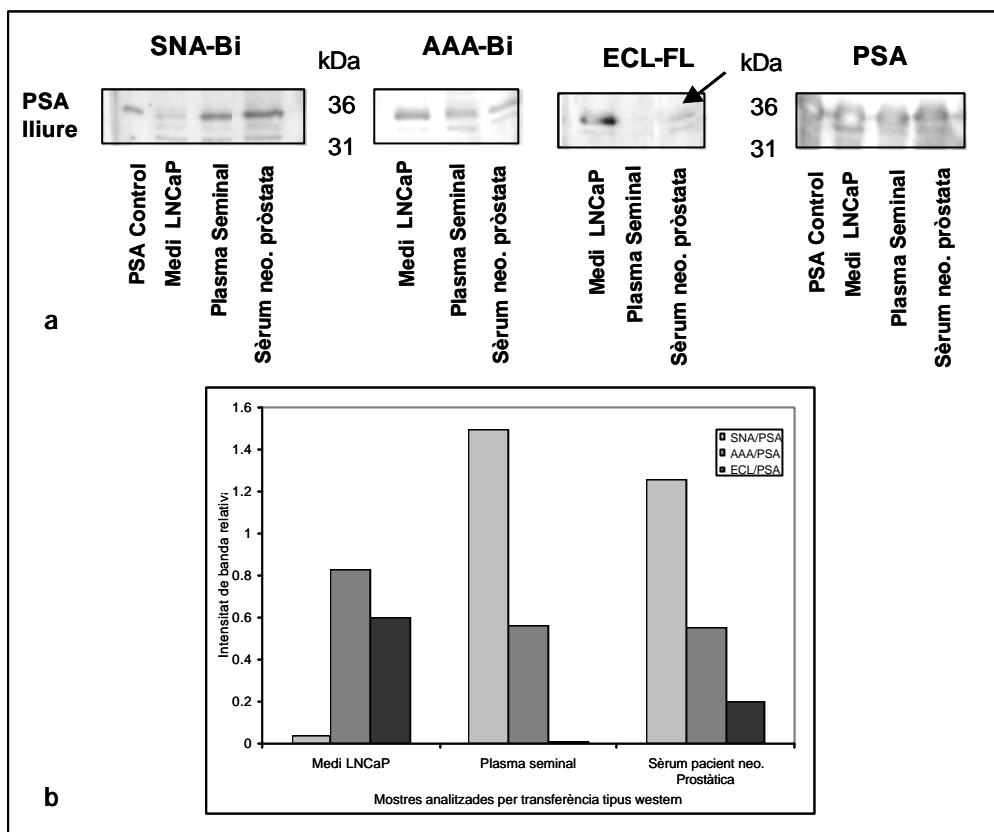 SNA-Bi
kDa
AAA-Bi
ECL-FL
kDa
PSA
PSA
lliure
36
31
36
31
PSA Control
Medi LNCaP
Plasma Seminal
Sèrum neo. pròstata
Medi LNCaP
Plasma Seminal
Sèrum neo. pròstata
Medi LNCaP
Plasma Seminal
Sèrum neo. pròstata
PSA Control
Medi LNCaP
Plasma Seminal
Sèrum neo. pròstata
a
Intensitat de banda relativ
1.6
1.4
1.2
1
0.8
0.6
0.4
0.2
0
SNA/PSA
AAA/PSA
ECL/PSA
Medi LNCaP
Plasma seminal
Sèrum pacient neo.
Prostàtica
Mostres analitzades per transferència tipus western
b